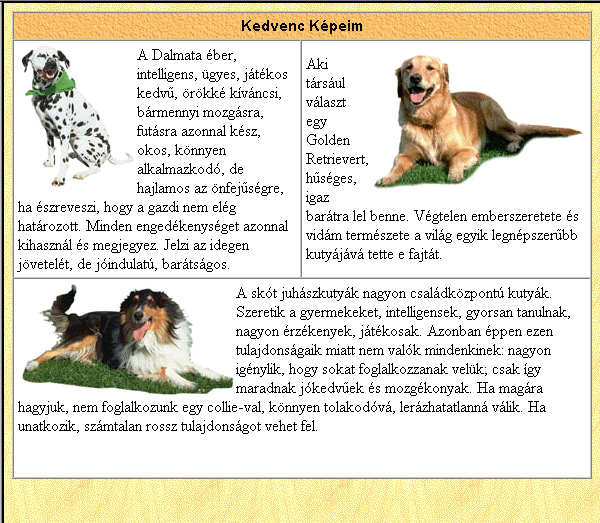 Kedvenc Képeim
A Dalmata éber,
intelligens, ügyes, játékos
kedvű, örökké kíváncsi,
bármennyi mozgásra,
futásra azonnal kész,
okos, könnyen
alkalmazkodó, de
hajlamos az önfejűségre,
ha észreveszi, hogy a gazdi nem elég
határozott. Minden engedékenységet azonnal
kihasznál és megjegyez. Jelzi az idegen
jövetelét, de jóindulatú, barátságos.
Aki
társául
választ
egy
Golden
Retrievert,
hűséges,
igaz
barátra lel benne. Végtelen emberszeretete és
vidám természete a világ egyik legnépszerűbb
kutyájává tette e fajtát.
A skót juhászkutyák nagyon családközpontú kutyák.
Szeretik a gyermekeket, intelligensek, gyorsan tanulnak,
nagyon érzékenyek, játékosak. Azonban éppen ezen
tulajdonságaik miatt nem valók mindenkinek: nagyon
igénylik, hogy sokat foglalkozzanak velük; csak így
maradnak jókedvűek és mozgékonyak. Ha magára
hagyjuk, nem foglalkozunk egy collie-val, könnyen tolakodóvá, lerázhatatlanná válik. Ha
unatkozik, számtalan rossz tulajdonságot vehet fel.